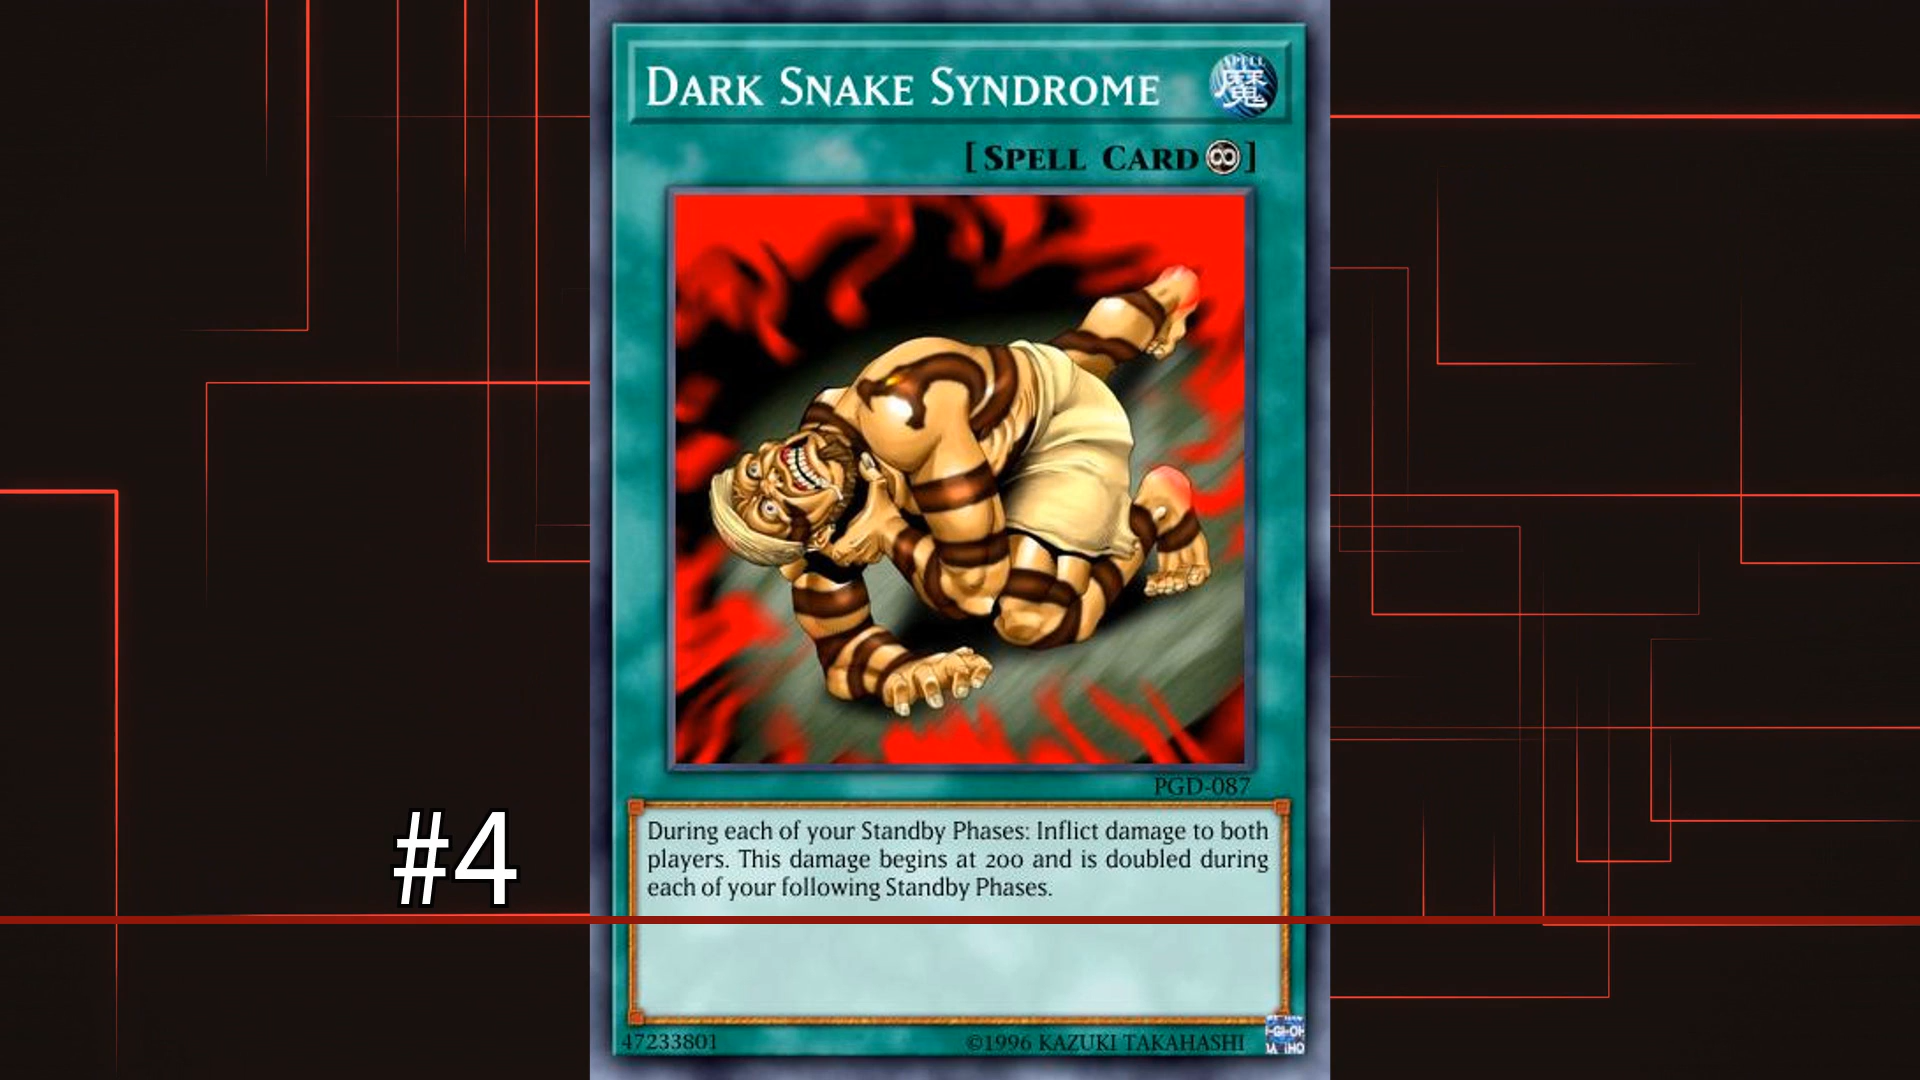 DARK SNAKE SYNDROME
SPELL
魔
[SPELL CARD]
PGD-087
During each of your Standby Phases: Inflict damage to both
players. This damage begins at 200 and is doubled during
each of your following Standby Phases.
#4
47233801
©1996 KAZUKI TAKAHASHI